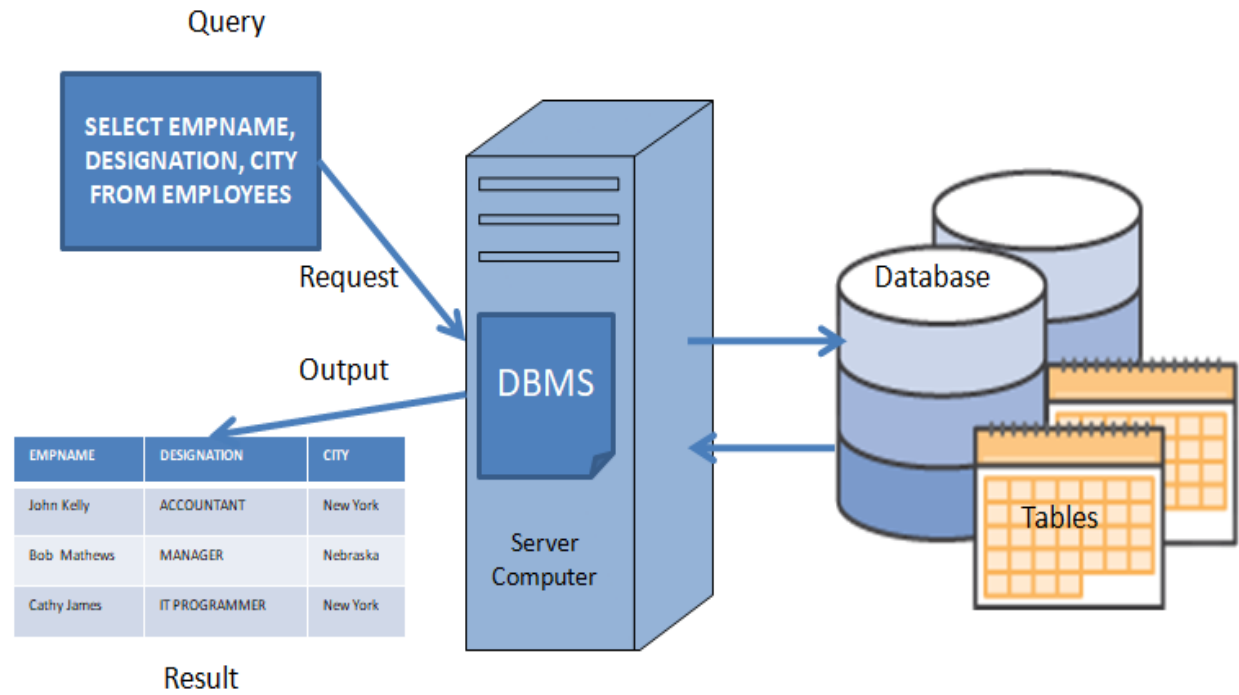 Query
SELECT EMPNAME,
DESIGNATION, CITY
FROM EMPLOYEES
Request
Output
DBMS
Server
Computer
Database
Tables
EMPNAME DESIGNATION CITY
John Kelly ACCOUNTANT New York
Bob Mathews MANAGER Nebraska
Cathy James IT PROGRAMMER New York
Result